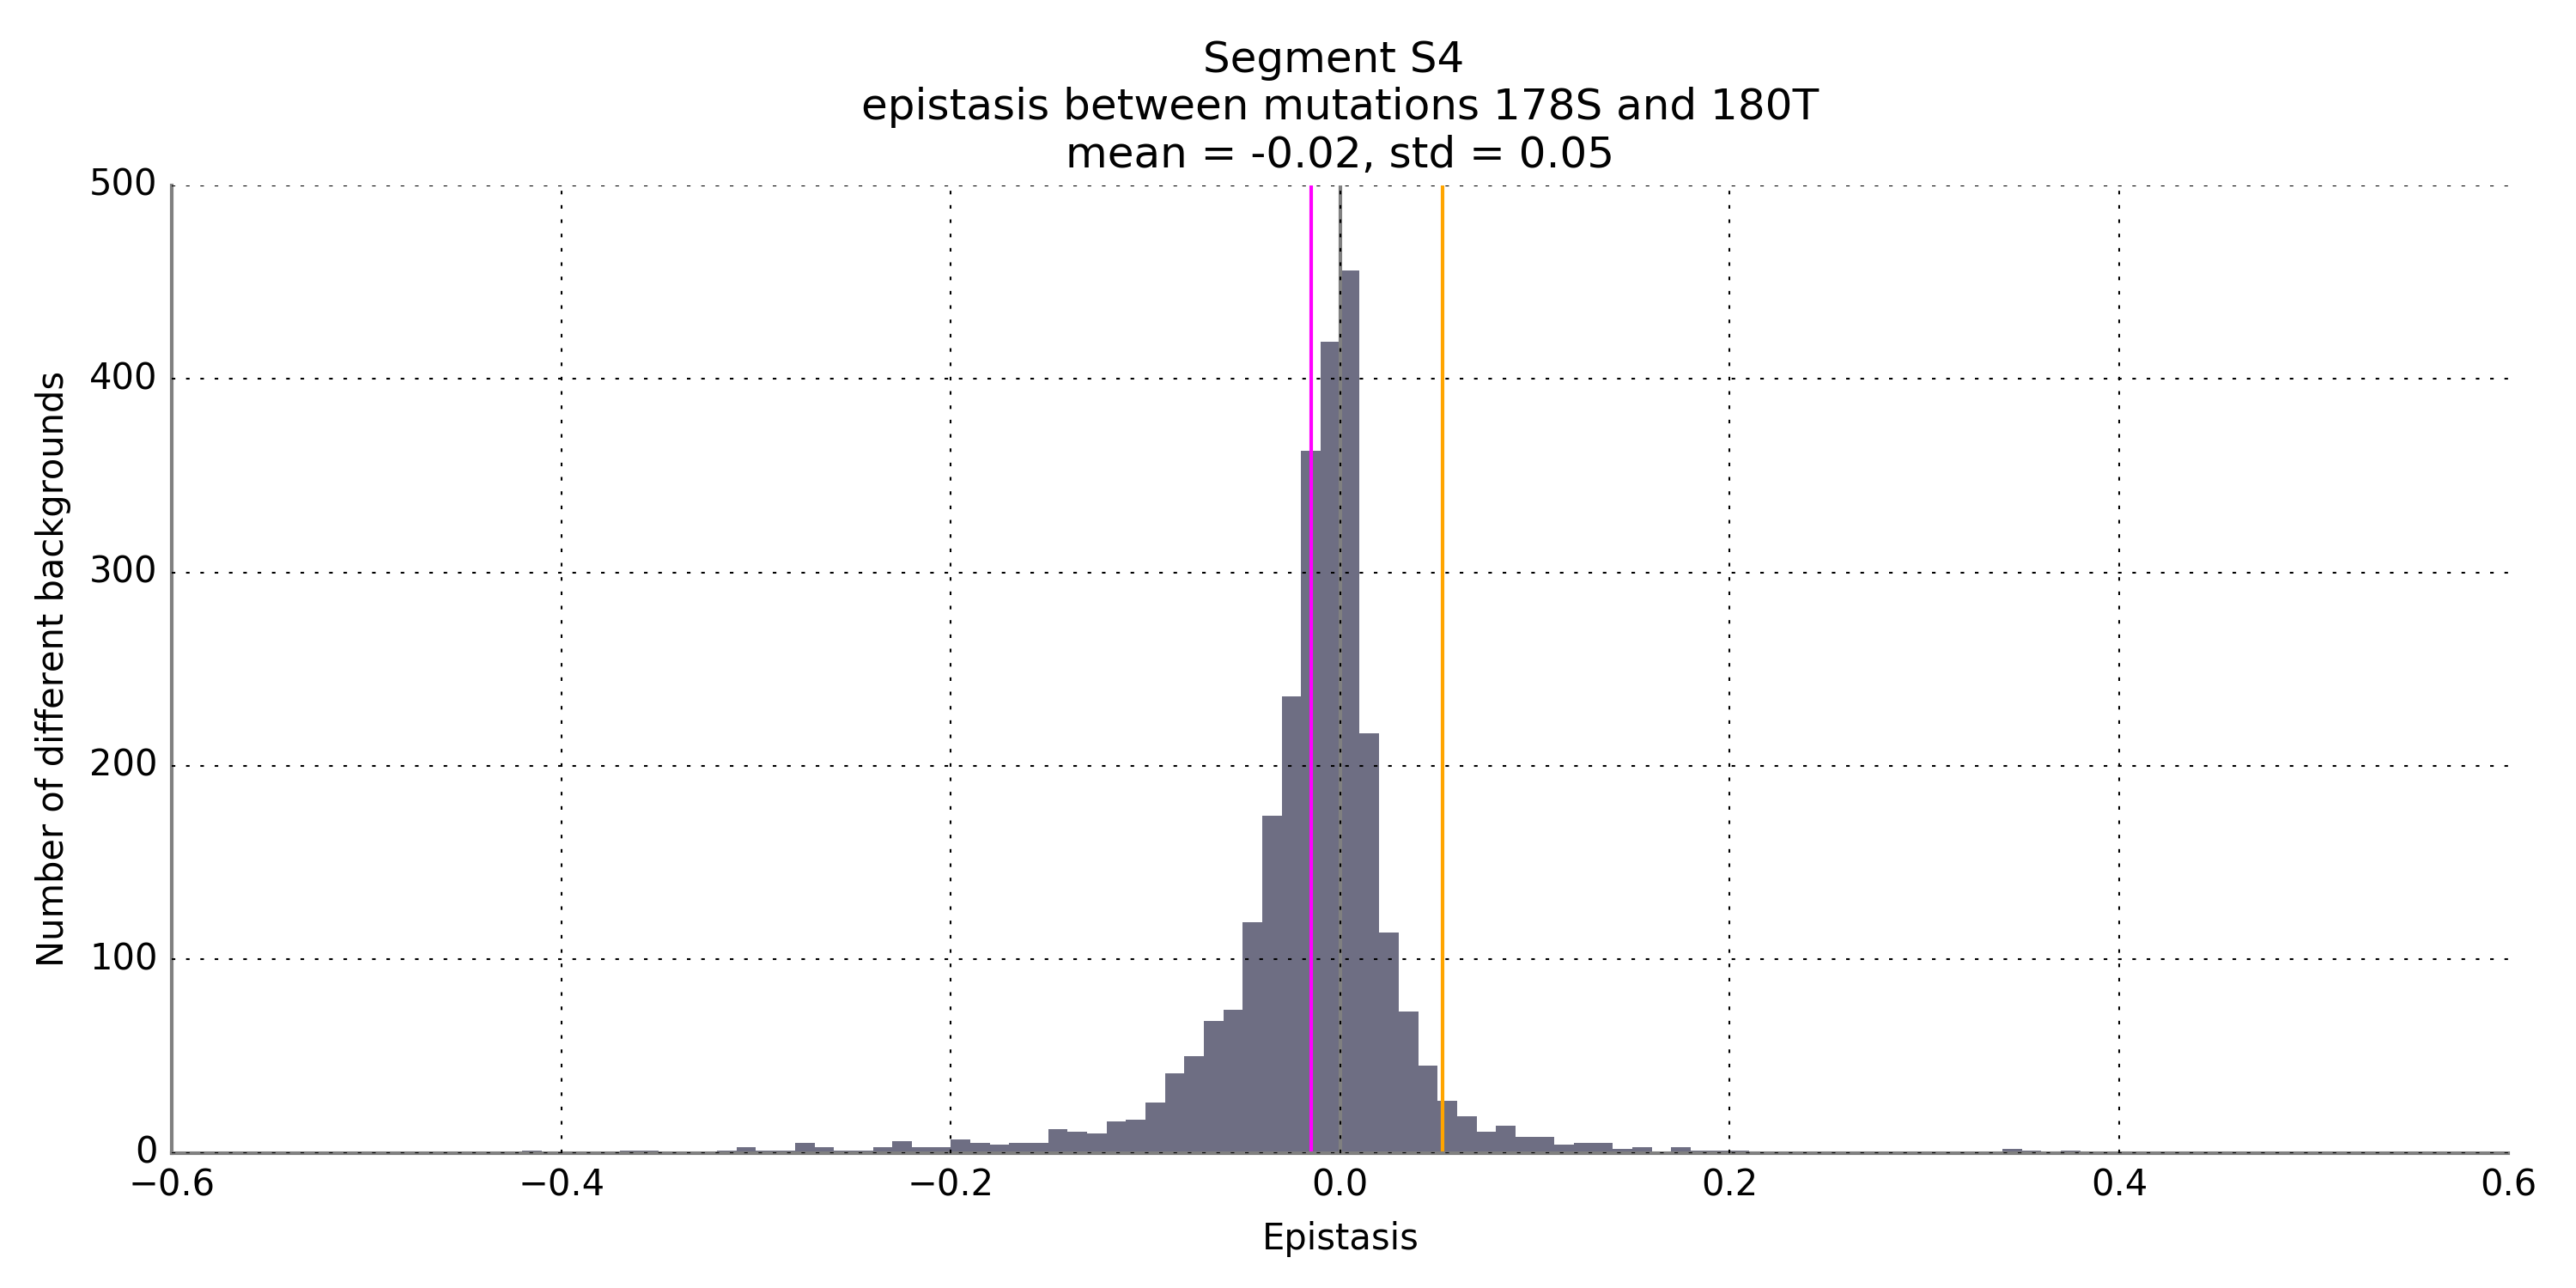 Segment S4
epistasis between mutations 178S and 180T
mean = -0.02, std = 0.05
500
400
300
200
100
0
Number of different backgrounds
−0.6 −0.4 −0.2 0.0 0.2 0.4 0.6
Epistasis